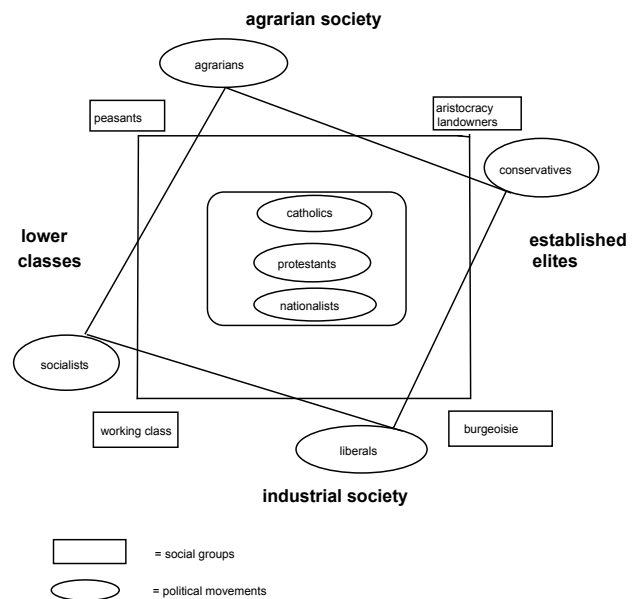 agrarian society
agrarians
peasants
aristocracy
landowners
conservatives
catholics
lower
classes
protestants
established
elites
nationalists
socialists
working class
burgeoisie
liberals
industrial society
= social groups
= political movements